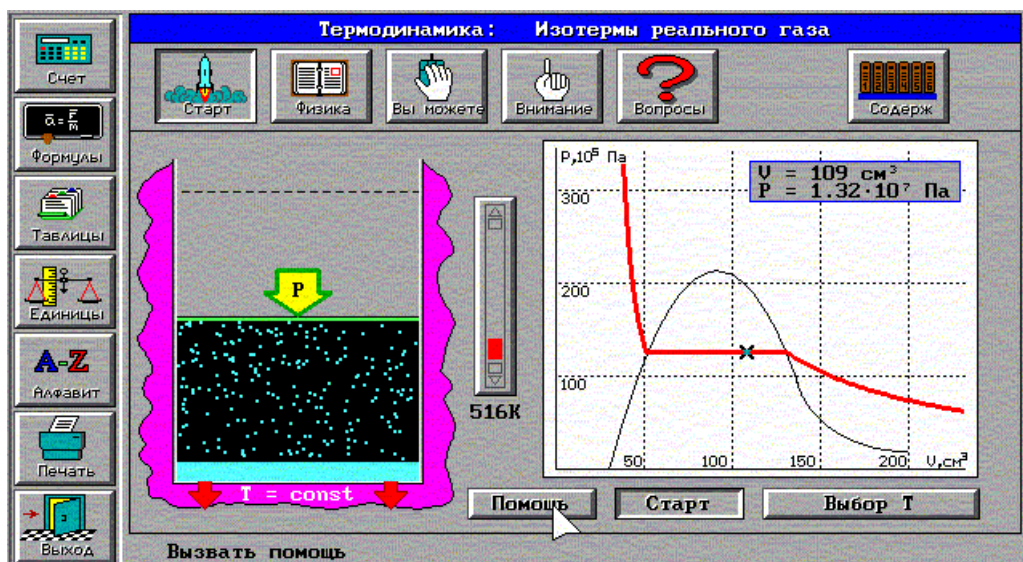 Термодинамика: Изотермы реального газа
Счет
Старт
Физика
Вы можете
Внимание
Вопросы
Содерж
a = F/m
Формулы
Таблицы
Единицы
A-Z
Алфавит
Печать
Выход
P
516К
T = const
P,10⁵ Па
V = 109 см³
P = 1.32·10⁷ Па
300
200
100
50 100 150 200 V,см³
Помощь
Старт
Выбор T
Вызвать помощь